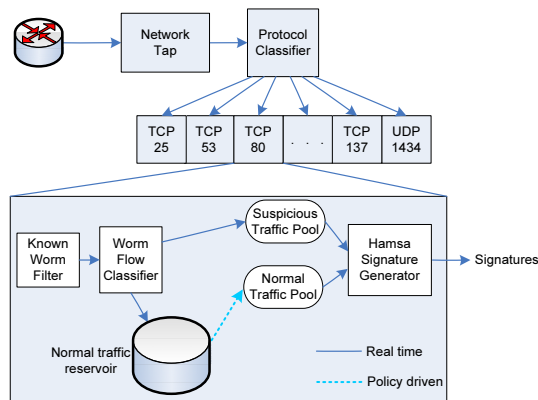 Network
Tap
Protocol
Classifier
TCP
25
TCP
53
TCP
80
. . .
TCP
137
UDP
1434
Known
Worm
Filter
Worm
Flow
Classifier
Suspicious
Traffic Pool
Normal
Traffic Pool
Hamsa
Signature
Generator
Signatures
Normal traffic
reservoir
Real time
Policy driven